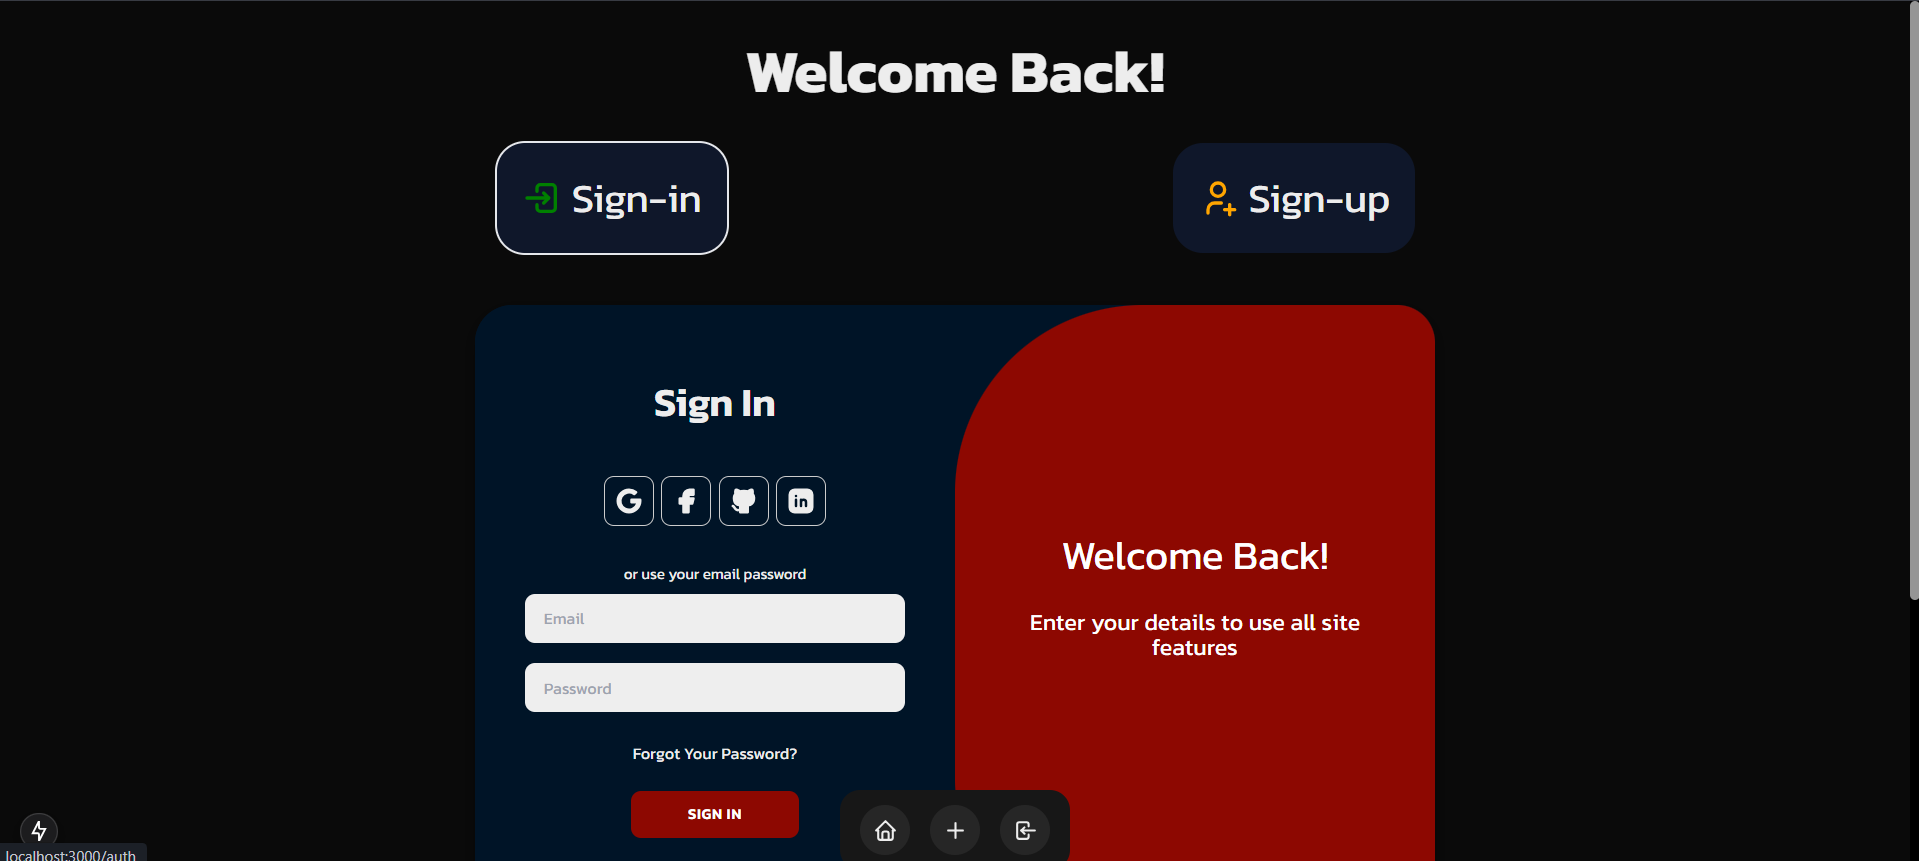 Welcome Back!
Sign-in
Sign-up
Sign In
or use your email password
Email
Password
Forgot Your Password?
SIGN IN
Welcome Back!
Enter your details to use all site
features
localhost:3000/auth